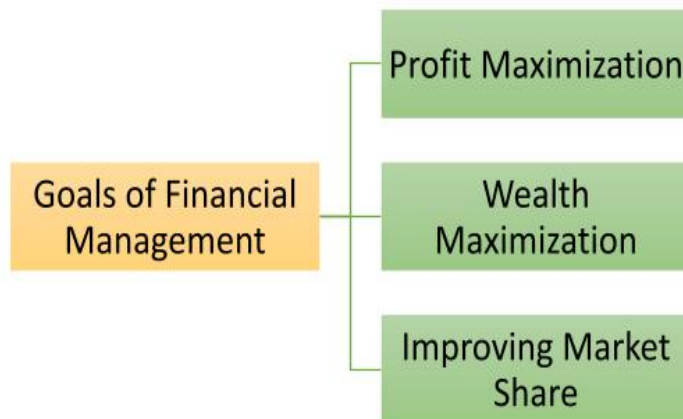 Goals of Financial
Management
Profit Maximization
Wealth
Maximization
Improving Market
Share